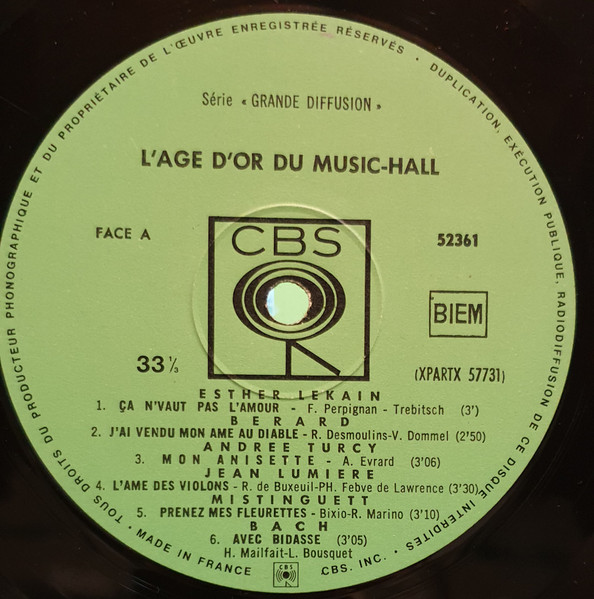 TOUS DROITS DU PRODUCTEUR PHONOGRAPHIQUE ET DU PROPRIÉTAIRE DE L'ŒUVRE ENREGISTRÉE RÉSERVÉS • DUPLICATION, EXÉCUTION PUBLIQUE, RADIODIFFUSION DE CE DISQUE INTERDITES •
Série « GRANDE DIFFUSION »
L'AGE D'OR DU MUSIC-HALL
FACE A
CBS
52361
BIEM
33 1/3
(XPARTX 57731)
ESTHER LEKAIN
1. ÇA N'VAUT PAS L'AMOUR - F. Perpignan - Trebitsch (3')
BERARD
2. J'AI VENDU MON AME AU DIABLE - R. Desmoulins-V. Dommel (2'50)
ANDREE TURCY
3. MON ANISETTE - A. Evrard (3'06)
JEAN LUMIERE
4. L'AME DES VIOLONS - R. de Buxeuil-PH. Febve de Lawrence (3'30)
MISTINGUETT
5. PRENEZ MES FLEURETTES - Bixio-R. Marino (3'10)
BACH
6. AVEC BIDASSE (3'05)
H. Mailfait-L. Bousquet
• MADE IN FRANCE
CBS
CBS. INC. •